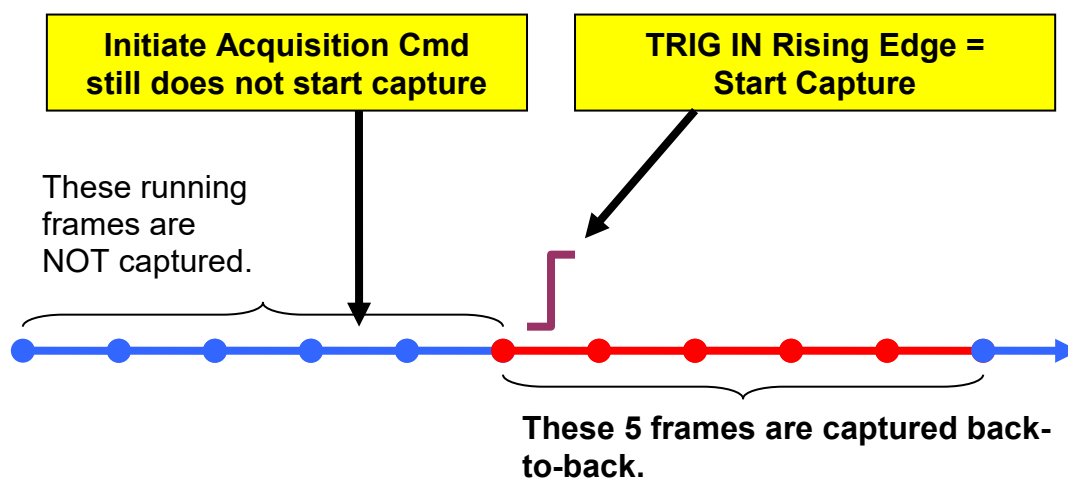 Initiate Acquisition Cmd
still does not start capture
TRIG IN Rising Edge =
Start Capture
These running
frames are
NOT captured.
These 5 frames are captured back-
to-back.